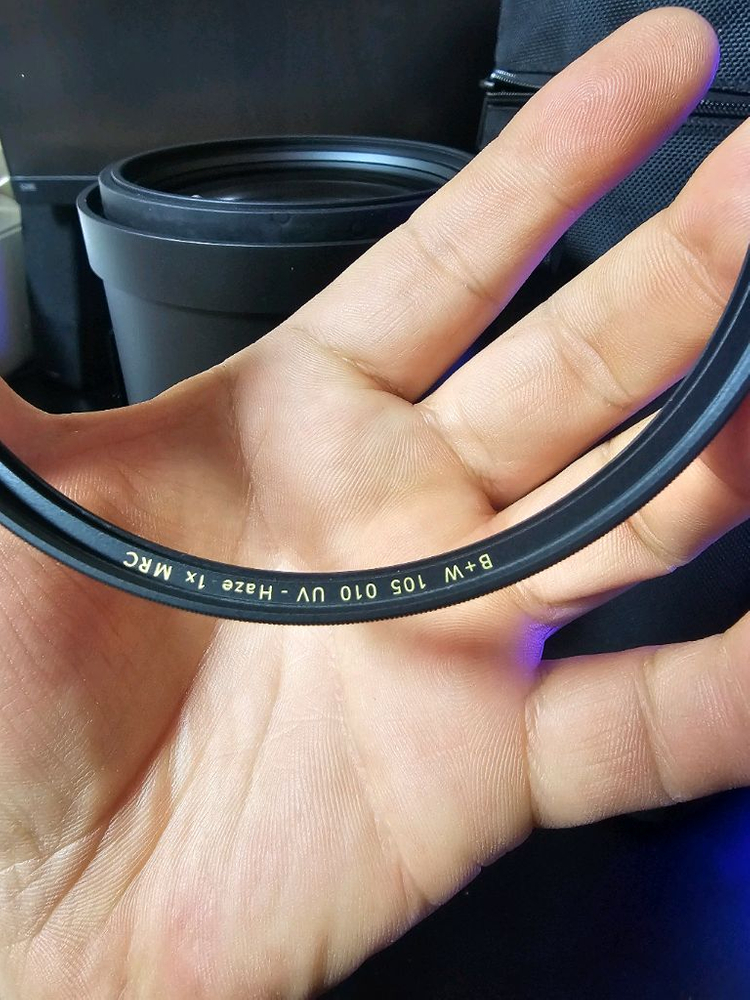 B+W 105 010 UV - Haze 1x MRC